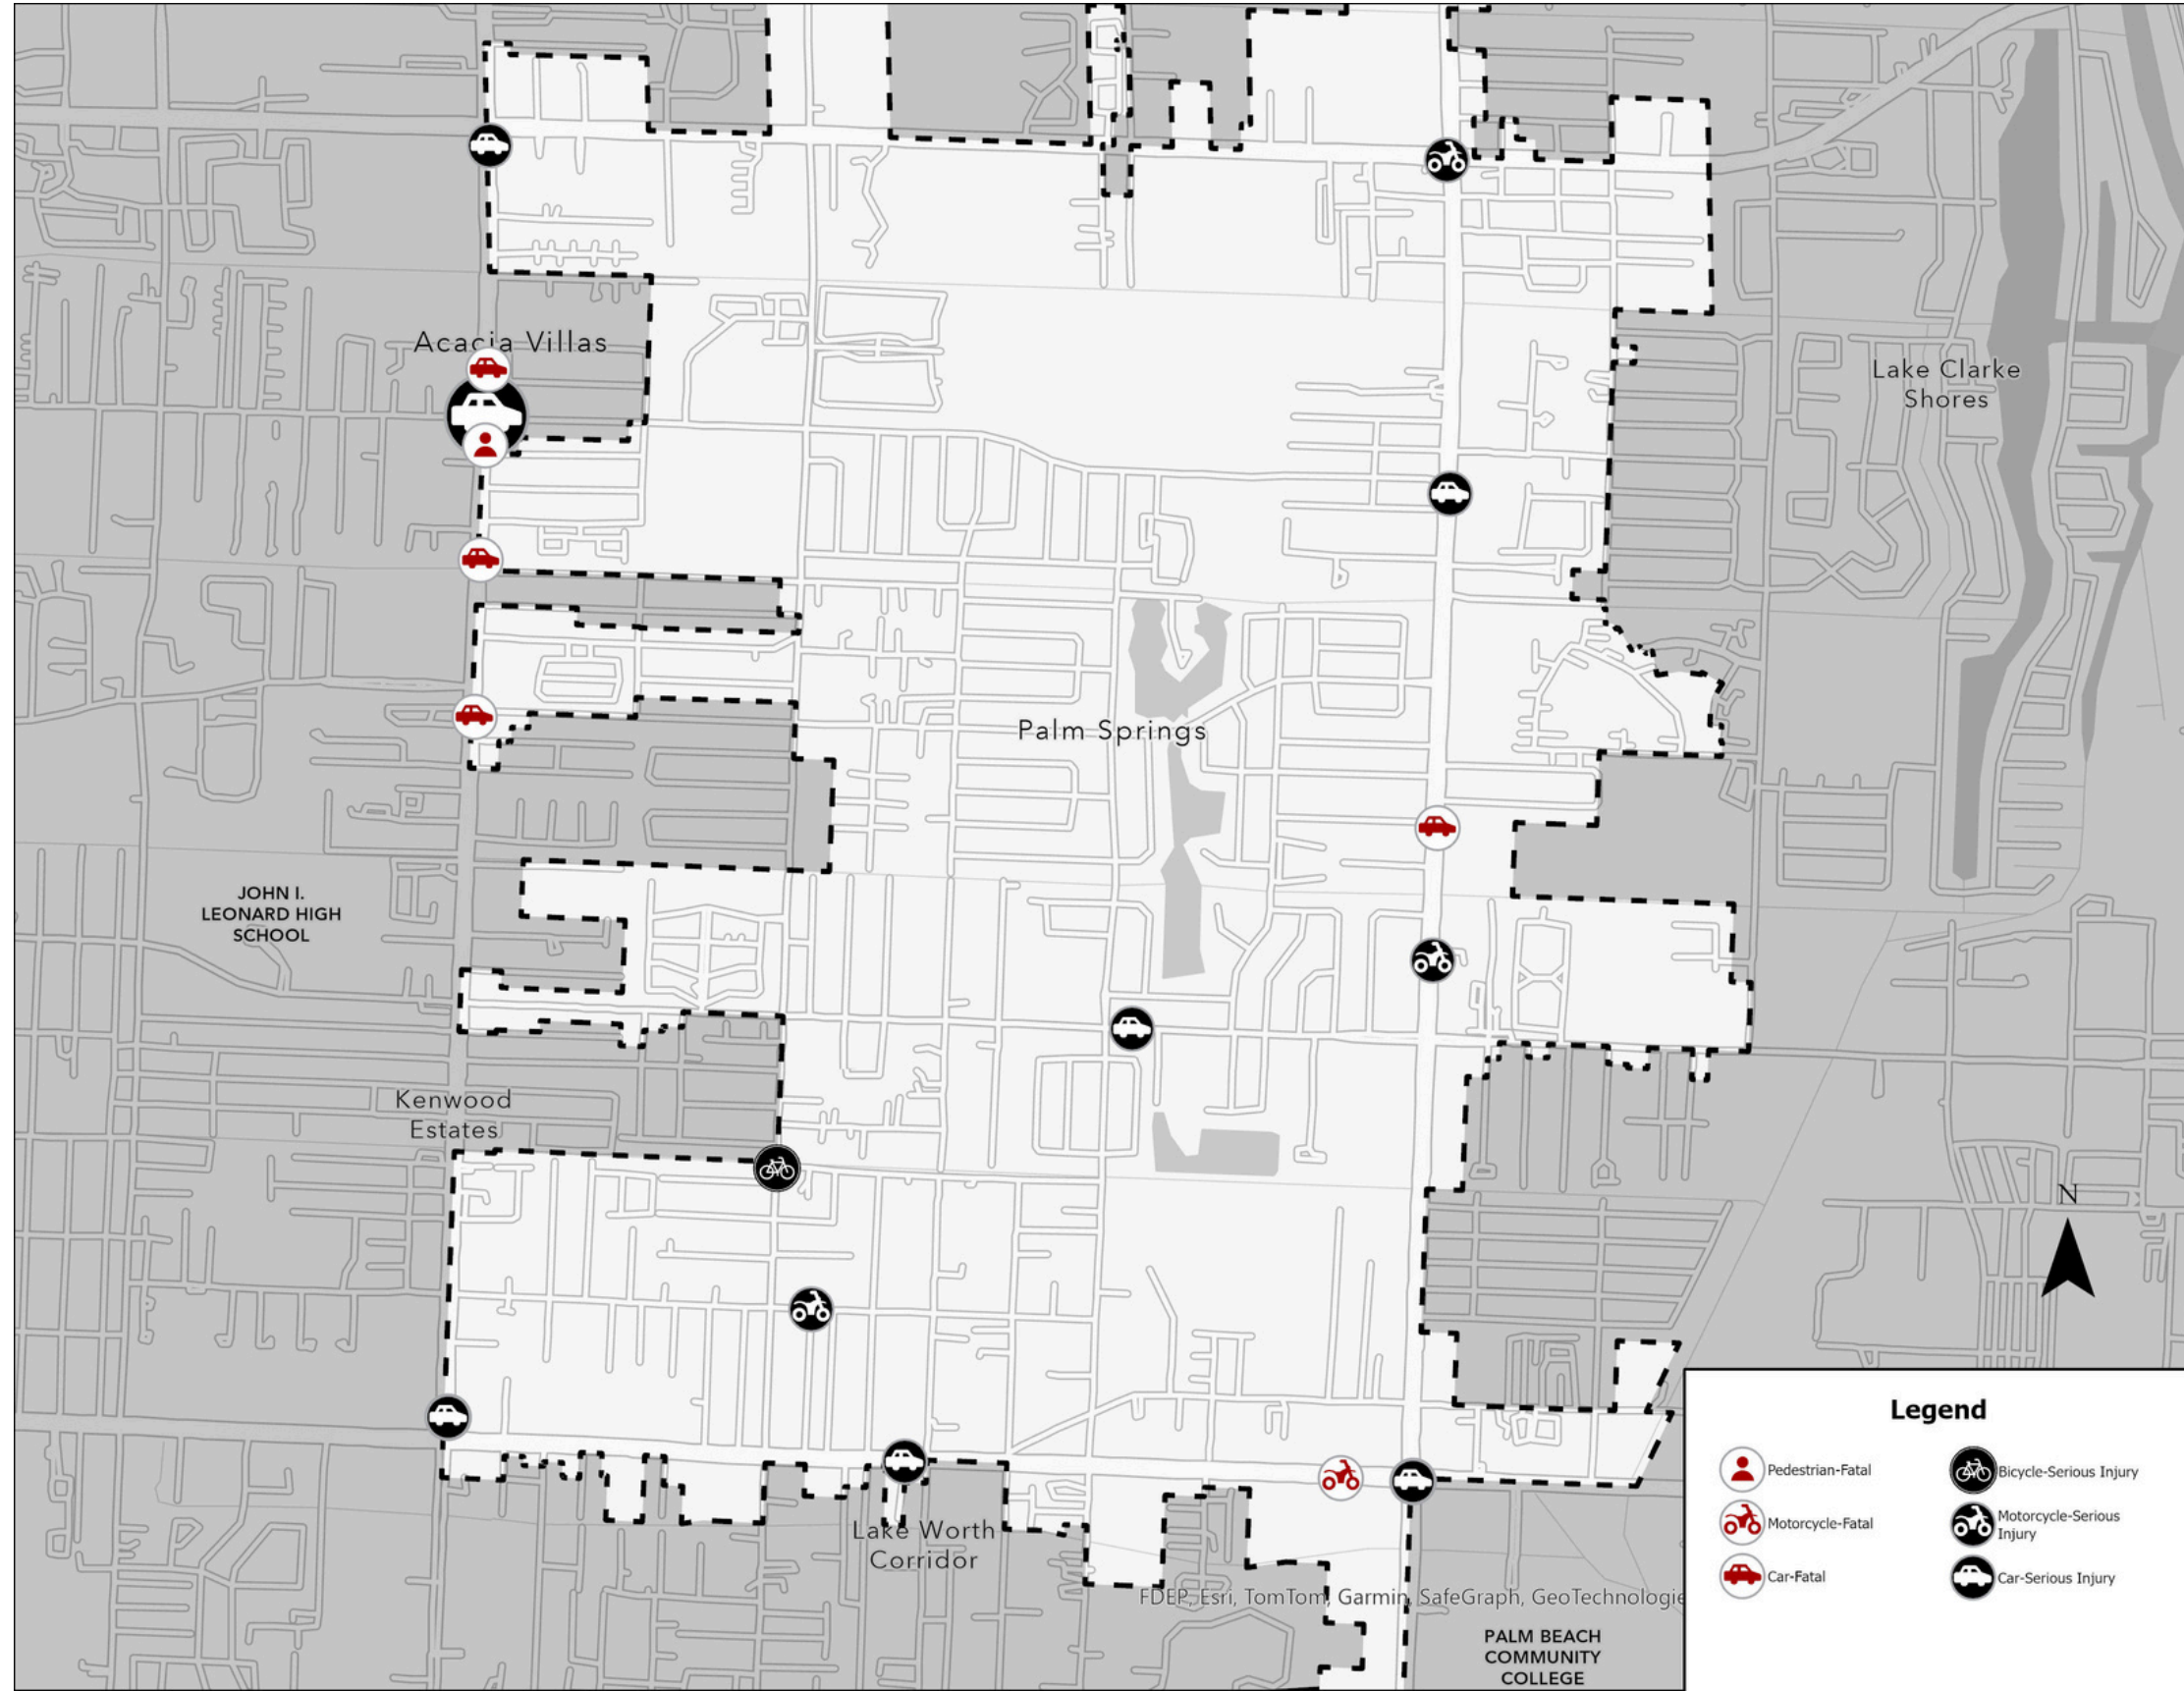 Acacia Villas
Lake Clarke
Shores
Palm Springs
JOHN I.
LEONARD HIGH
SCHOOL
Kenwood
Estates
N
Lake Worth
Corridor
FDEP, Esri, TomTom, Garmin, SafeGraph, GeoTechnologie
PALM BEACH
COMMUNITY
COLLEGE
Legend
Pedestrian-Fatal
Motorcycle-Fatal
Car-Fatal
Bicycle-Serious Injury
Motorcycle-Serious
Injury
Car-Serious Injury